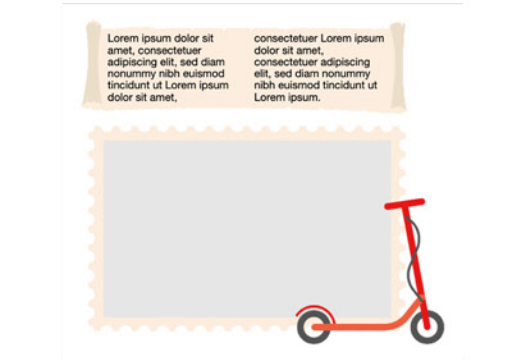 Lorem ipsum dolor sit
amet, consectetuer
adipiscing elit, sed diam
nonummy nibh euismod
tincidunt ut Lorem ipsum
dolor sit amet,
consectetuer Lorem ipsum
dolor sit amet,
consectetuer adipiscing
elit, sed diam nonummy
nibh euismod tincidunt ut
Lorem ipsum.